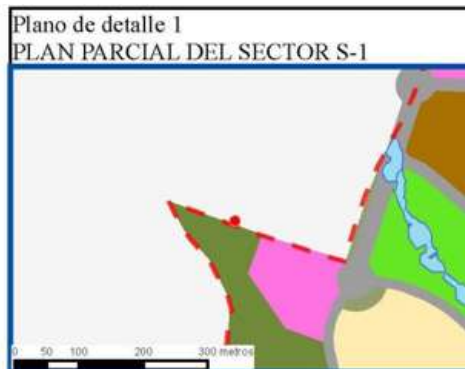 Plano de detalle 1
PLAN PARCIAL DEL SECTOR S-1
0 50 100 200 300 metros